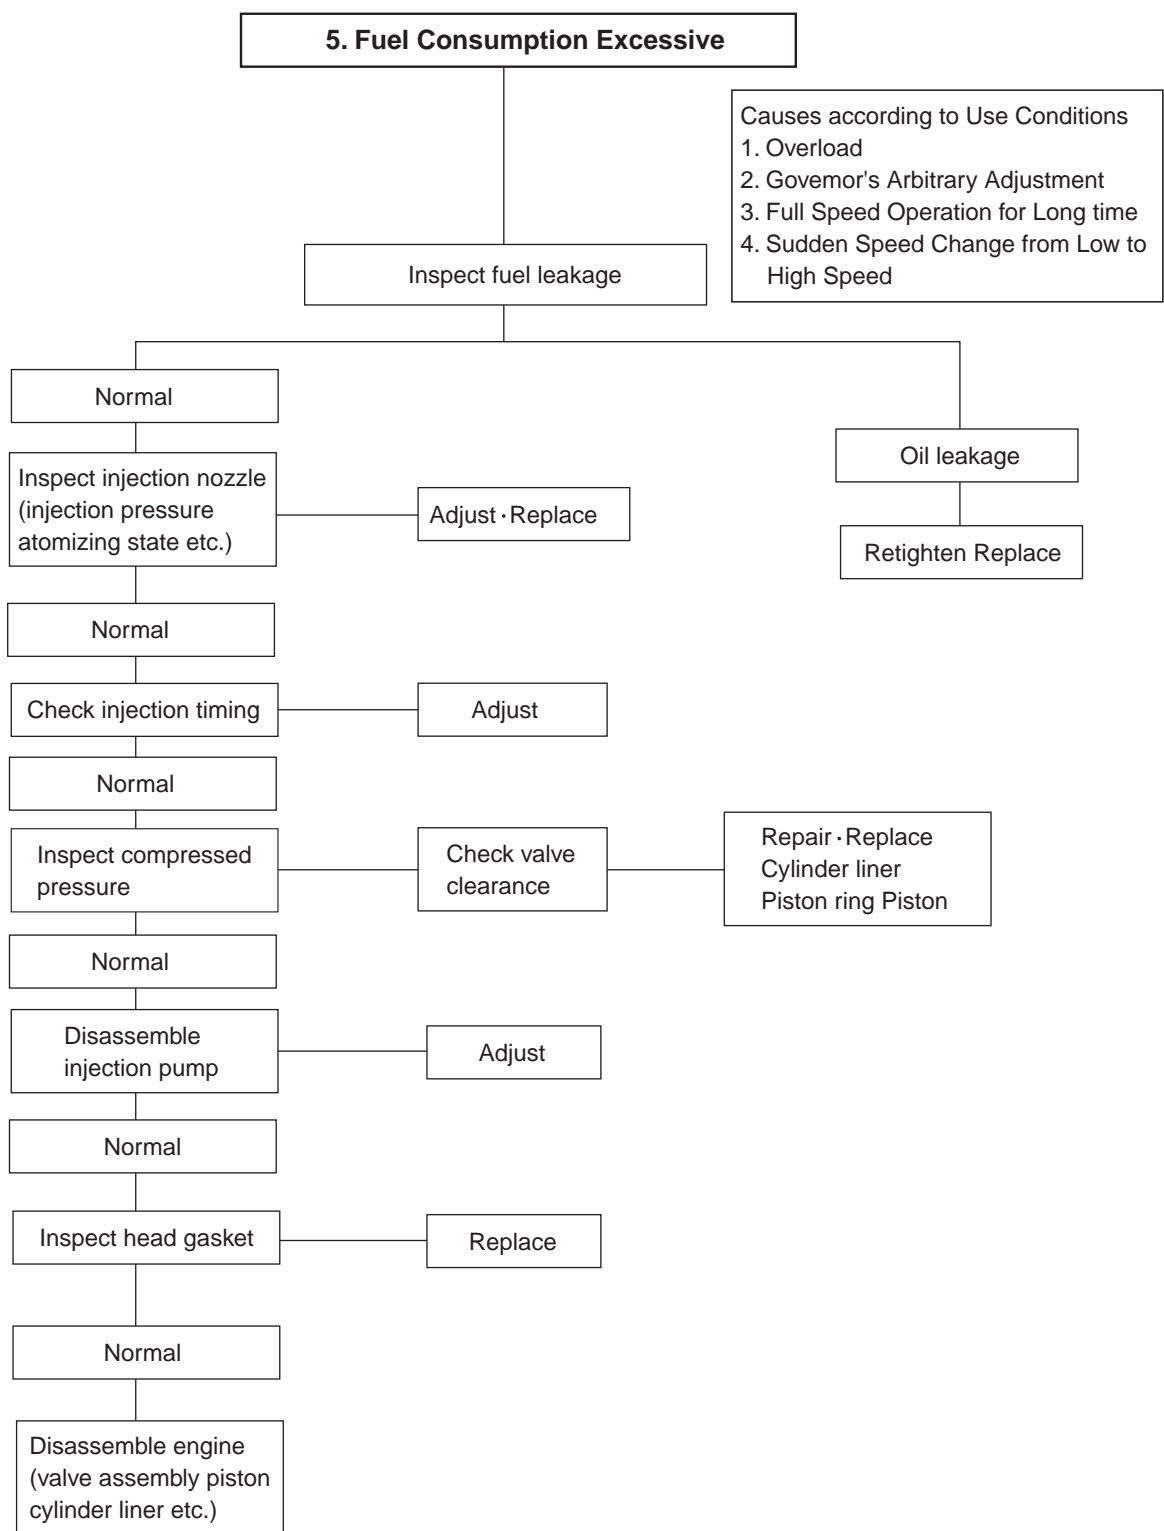 5. Fuel Consumption Excessive
Causes according to Use Conditions
1. Overload
2. Govemor's Arbitrary Adjustment
3. Full Speed Operation for Long time
4. Sudden Speed Change from Low to
High Speed
Inspect fuel leakage
Normal
Oil leakage
Inspect injection nozzle
(injection pressure
atomizing state etc.)
Adjust·Replace
Retighten Replace
Normal
Check injection timing
Adjust
Normal
Inspect compressed
pressure
Check valve
clearance
Repair·Replace
Cylinder liner
Piston ring Piston
Normal
Disassemble
injection pump
Adjust
Normal
Inspect head gasket
Replace
Normal
Disassemble engine
(valve assembly piston
cylinder liner etc.)